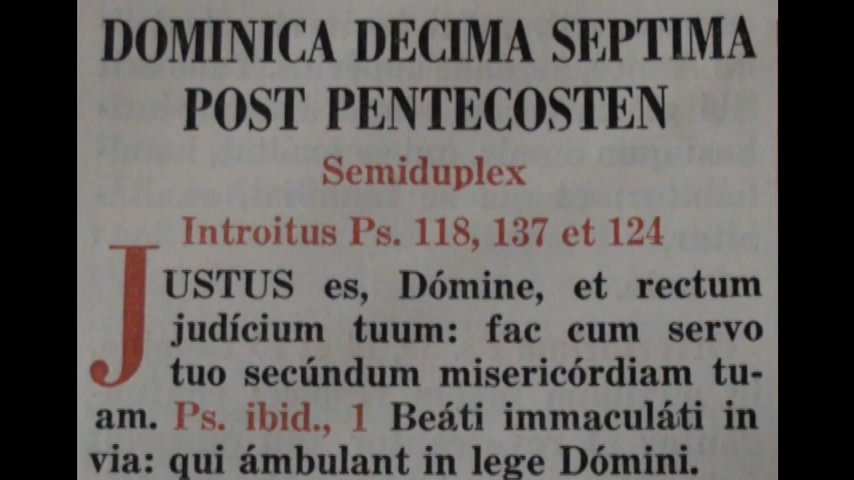 DOMINICA DECIMA SEPTIMA
POST PENTECOSTEN
Semiduplex
Introitus Ps. 118, 137 et 124
JUSTUS es, Dómine, et rectum
judícium tuum: fac cum servo
tuo secúndum misericórdiam tu-
am. Ps. ibid., 1 Beáti immaculáti in
via: qui ámbulant in lege Dómini.